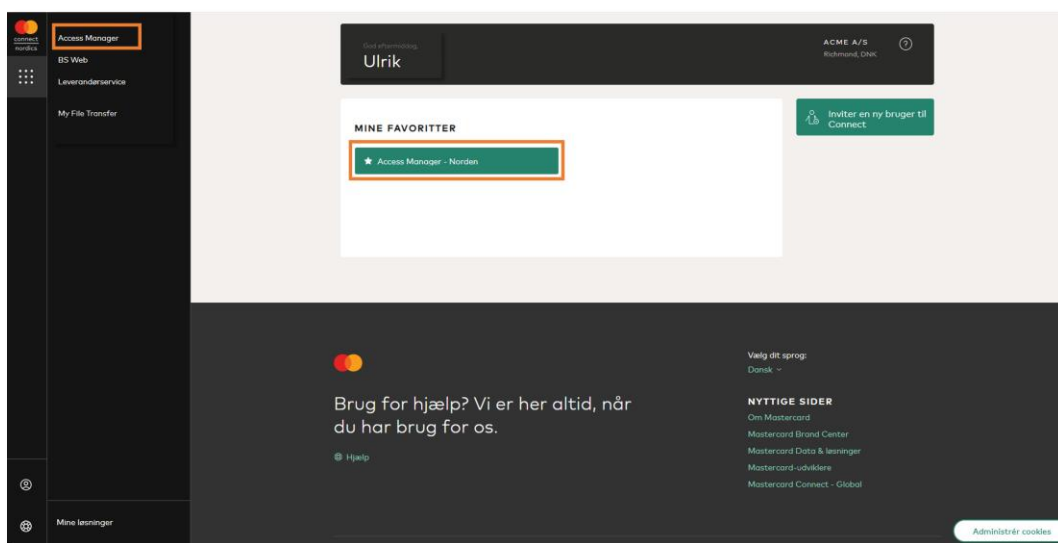 connect
nordics
Access Manager
BS Web
Leverandørservice
My File Transfer
Mine løsninger
God eftermiddag,
Ulrik
ACME A/S
Richmond, DNK
?
MINE FAVORITTER
Access Manager - Norden
Inviter en ny bruger til
Connect
Brug for hjælp? Vi er her altid, når
du har brug for os.
Hjælp
Vælg dit sprog:
Dansk
NYTTIGE SIDER
Om Mastercard
Mastercard Brand Center
Mastercard Data & løsninger
Mastercard-udviklere
Mastercard Connect - Global
Administrér cookies